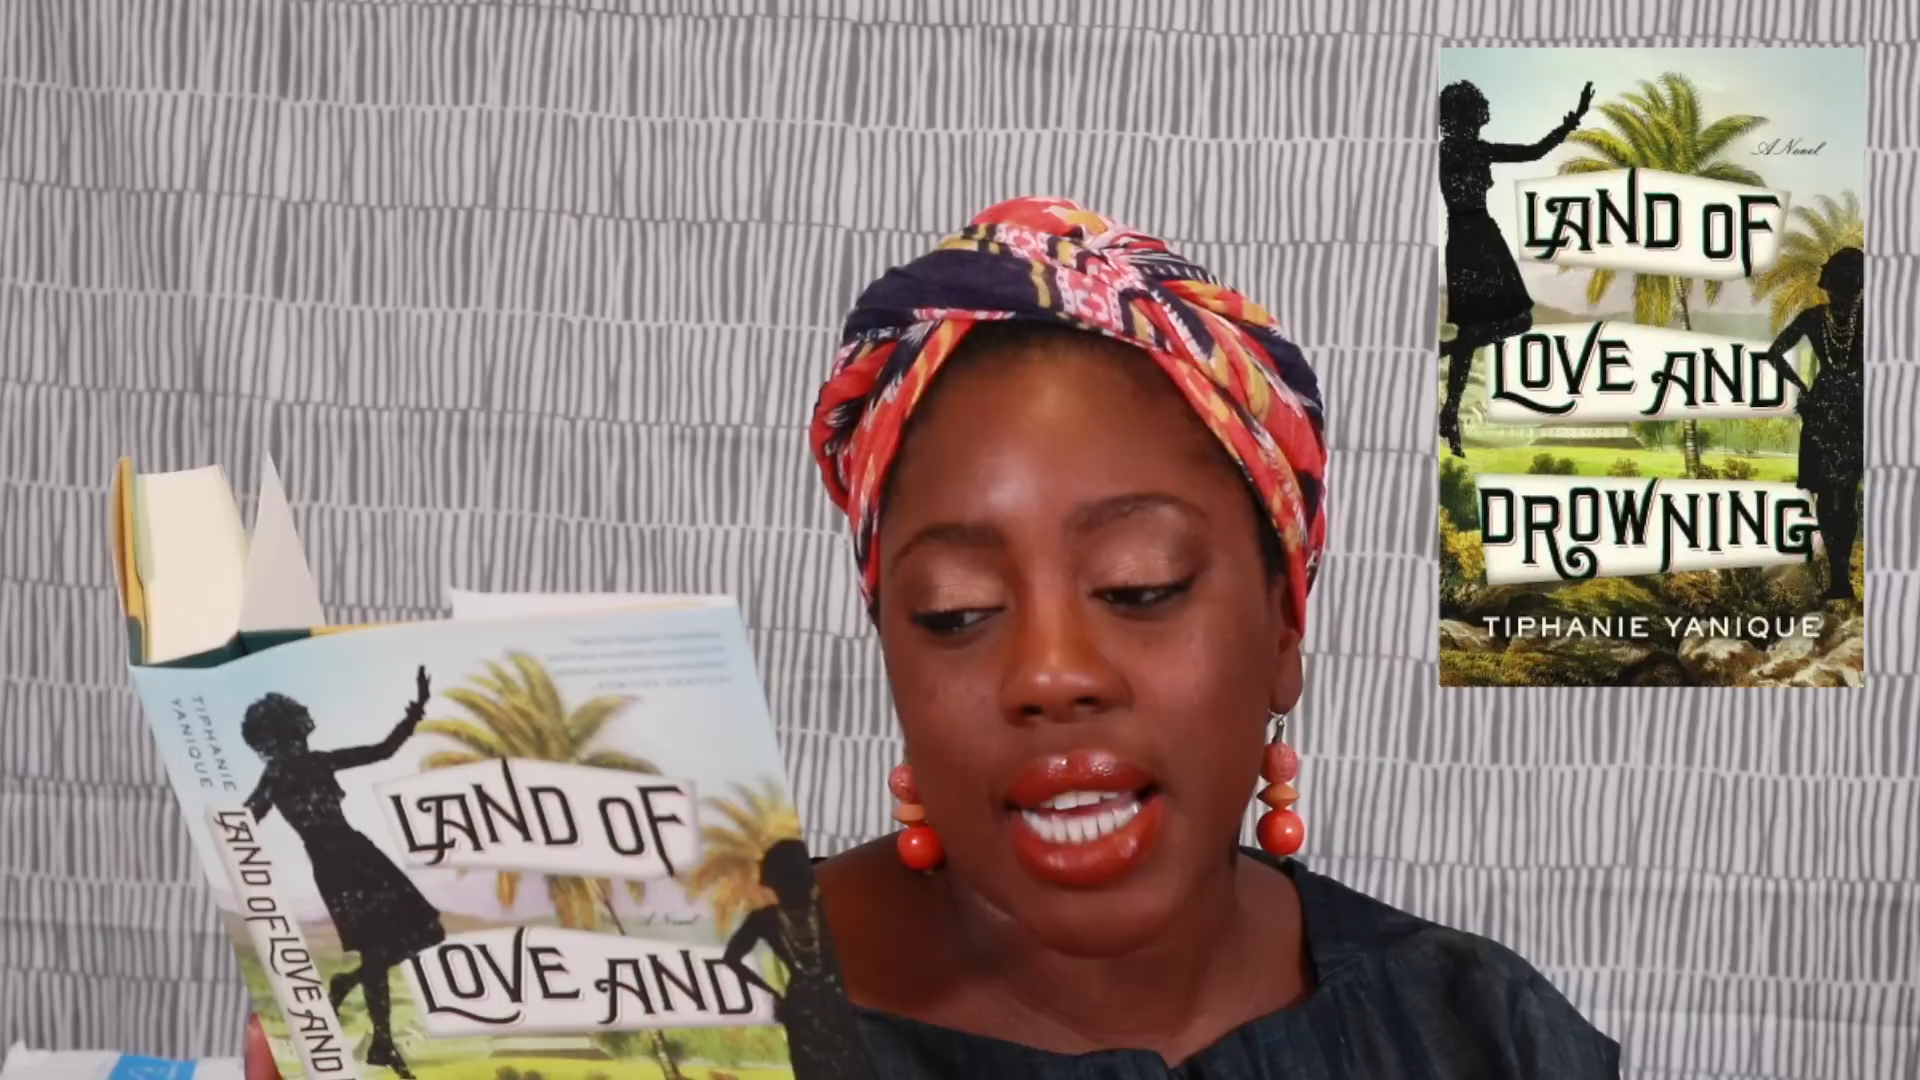 A Novel
LAND OF
LOVE AND
DROWNING
TIPHANIE YANIQUE
TIPHANIE
YANIQUE
LAND OF LOVE AND
LAND OF
A Novel
LOVE AND